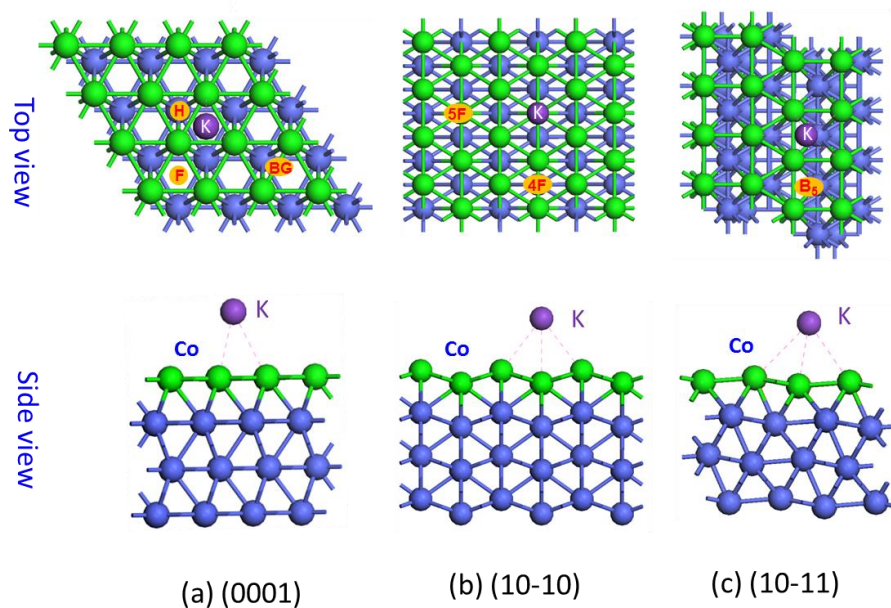 Top view
H
K
F
BG
5F
K
4F
K
B₅
Side view
K
Co
K
Co
K
Co
(a) (0001)
(b) (10-10)
(c) (10-11)